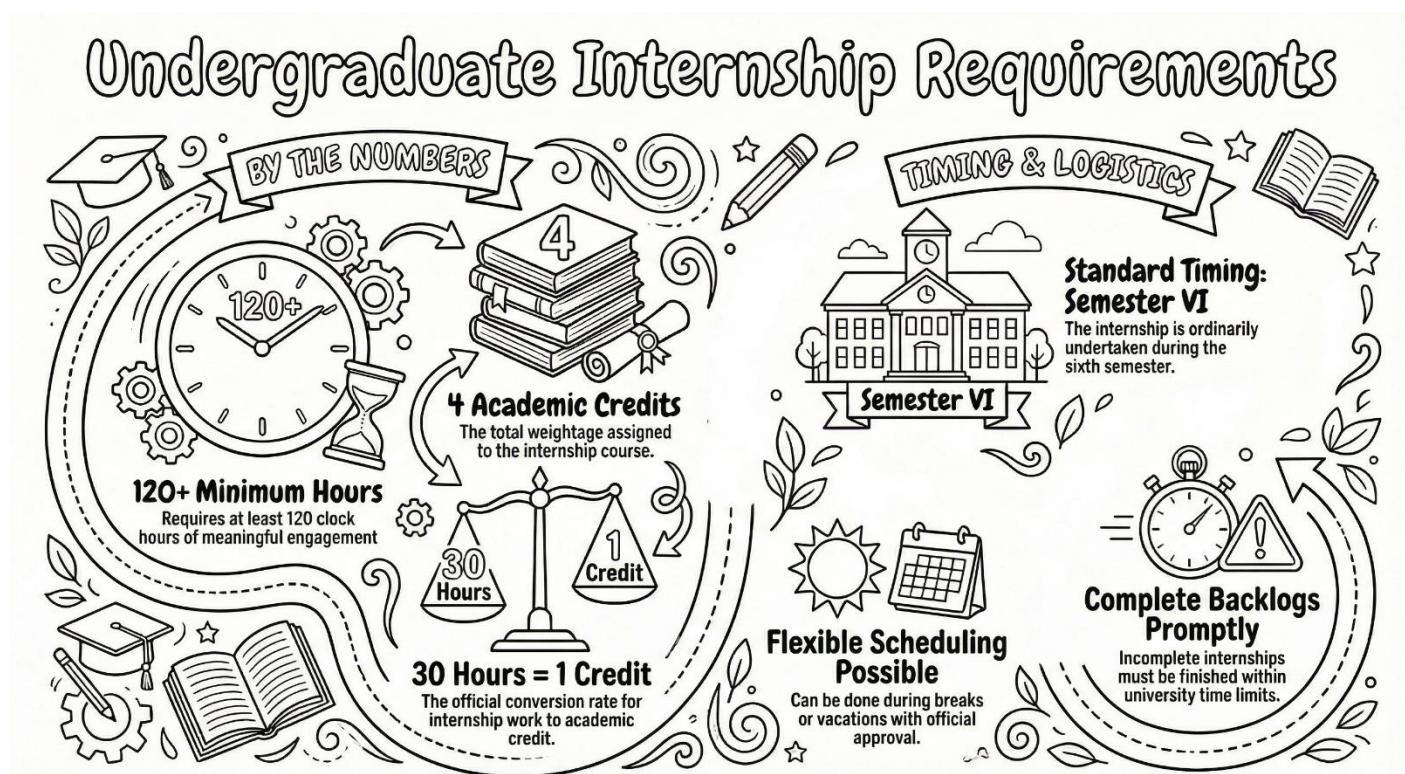 Undergraduate Internship Requirements
BY THE NUMBERS
120+
4
120+ Minimum Hours
Requires at least 120 clock
hours of meaningful engagement
4 Academic Credits
The total weightage assigned
to the internship course.
30
Hours
1
Credit
30 Hours = 1 Credit
The official conversion rate for
internship work to academic
credit.
TIMING & LOGISTICS
Semester VI
Standard Timing:
Semester VI
The internship is ordinarily
undertaken during the
sixth semester.
Flexible Scheduling
Possible
Can be done during breaks
or vacations with official
approval.
!
Complete Backlogs
Promptly
Incomplete internships
must be finished within
university time limits.